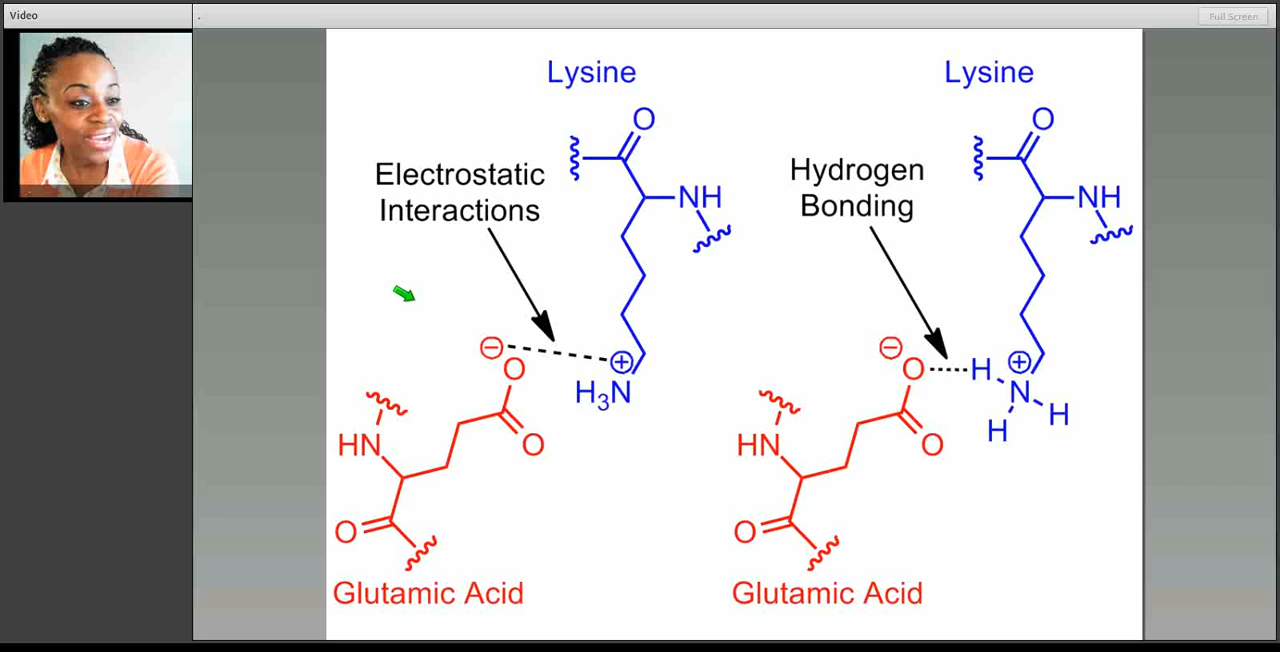 Video
.
Full Screen
Lysine
Lysine
O
O
Electrostatic
Interactions
Hydrogen
Bonding
NH
NH
⊖
⊕
O
H₃N
⊖
O
H
⊕
N
H
H
HN
O
HN
O
O
O
Glutamic Acid
Glutamic Acid